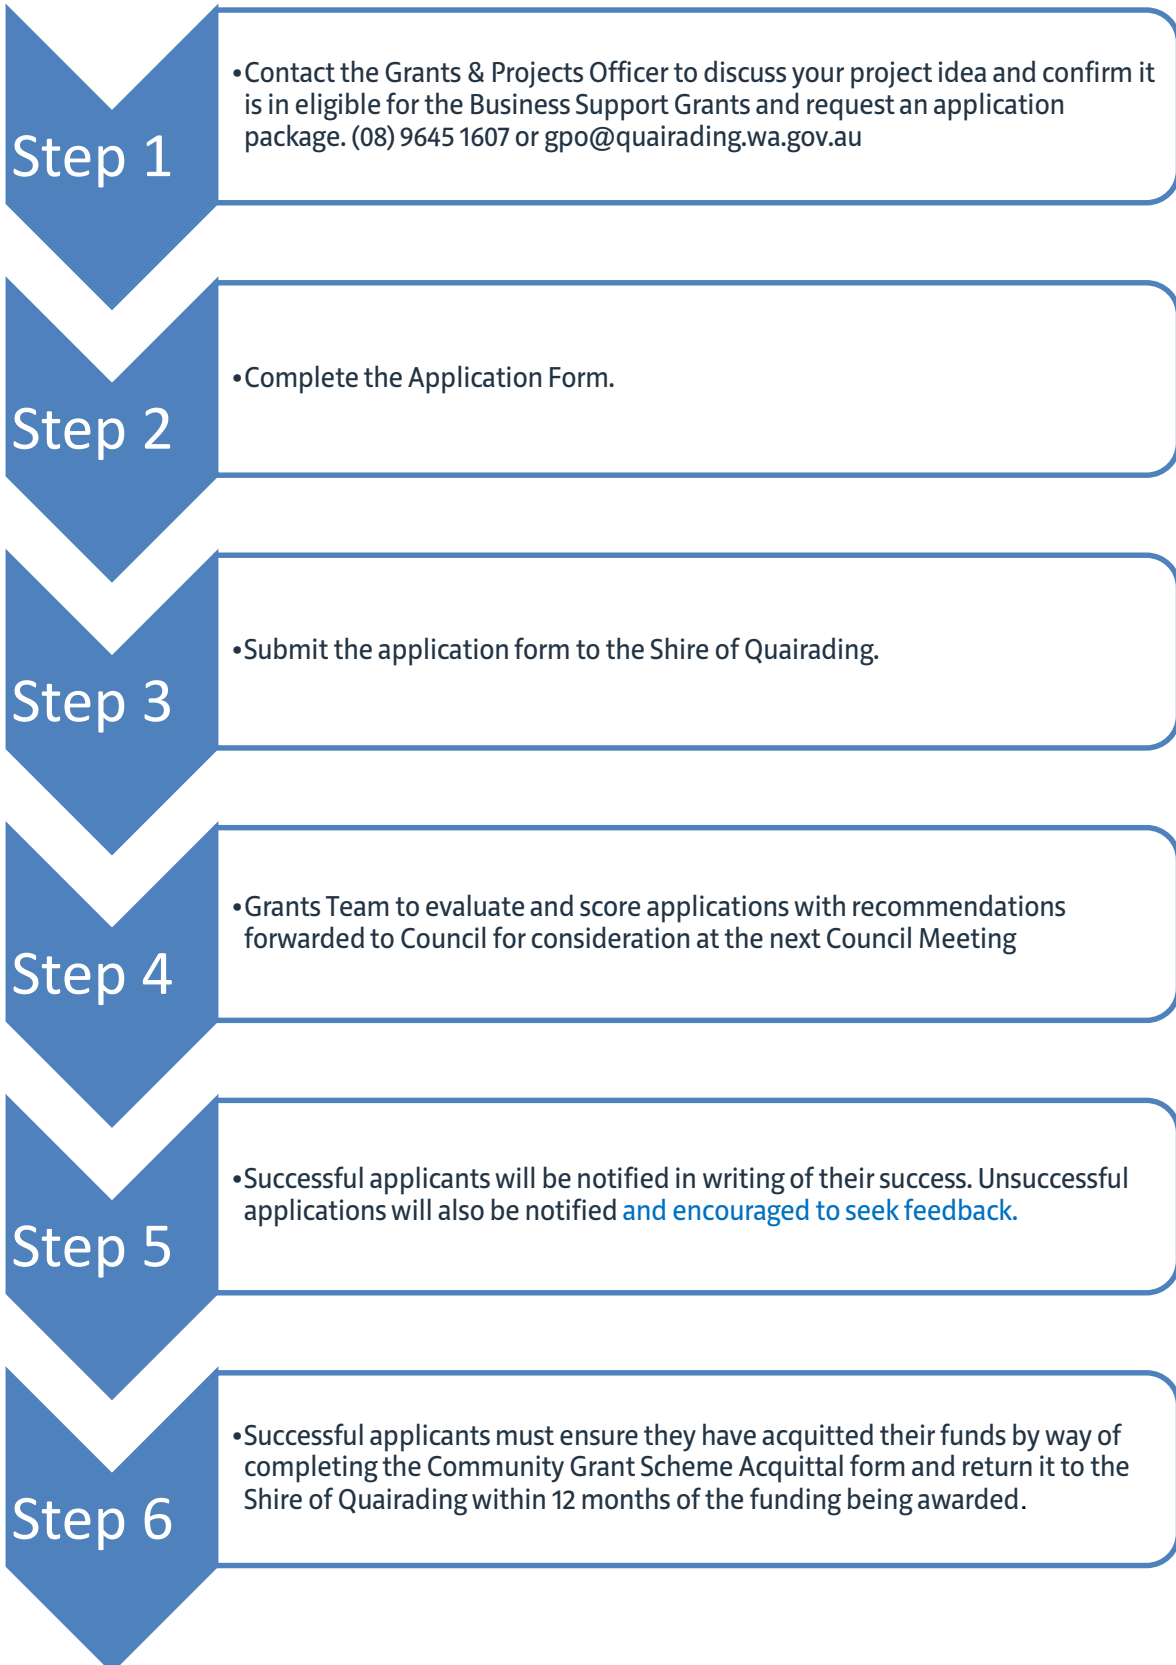 Step 1
•Contact the Grants & Projects Officer to discuss your project idea and confirm it
is in eligible for the Business Support Grants and request an application
package. (08) 9645 1607 or gpo@quairading.wa.gov.au
Step 2
•Complete the Application Form.
Step 3
•Submit the application form to the Shire of Quairading.
Step 4
•Grants Team to evaluate and score applications with recommendations
forwarded to Council for consideration at the next Council Meeting
Step 5
•Successful applicants will be notified in writing of their success. Unsuccessful
applications will also be notified and encouraged to seek feedback.
Step 6
•Successful applicants must ensure they have acquitted their funds by way of
completing the Community Grant Scheme Acquittal form and return it to the
Shire of Quairading within 12 months of the funding being awarded.